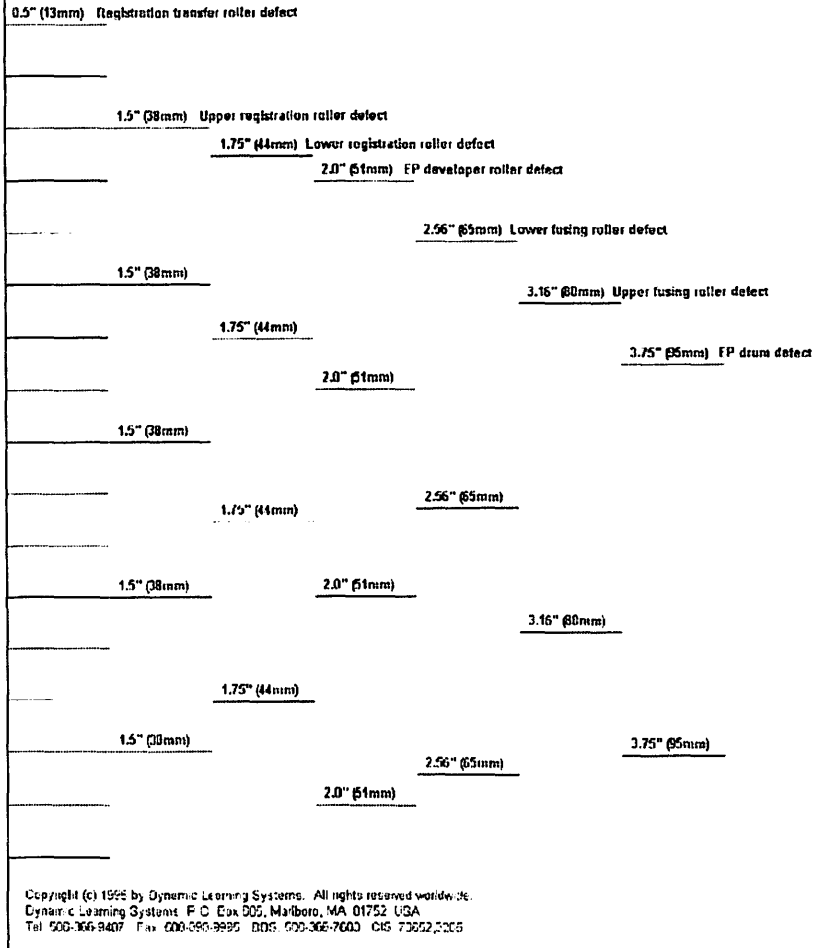 0.5" (13mm) Registration transfer roller defect
1.5" (38mm) Upper registration roller defect
1.75" (44mm) Lower registration roller defect
2.0" (51mm) EP developer roller defect
2.56" (65mm) Lower fusing roller defect
1.5" (38mm)
3.16" (80mm) Upper fusing roller defect
1.75" (44mm)
3.75" (95mm) EP drum defect
2.0" (51mm)
1.5" (38mm)
2.56" (65mm)
1.75" (44mm)
1.5" (38mm)
2.0" (51mm)
3.16" (80mm)
1.75" (44mm)
1.5" (38mm)
3.75" (95mm)
2.56" (65mm)
2.0" (51mm)
Copyright (c) by Dynamic Learning Systems. All rights reserved worldwide.
Dynamic Learning Systems P.O. Box Marlboro, MA 01752 USA
Tel Fax BBS CIS